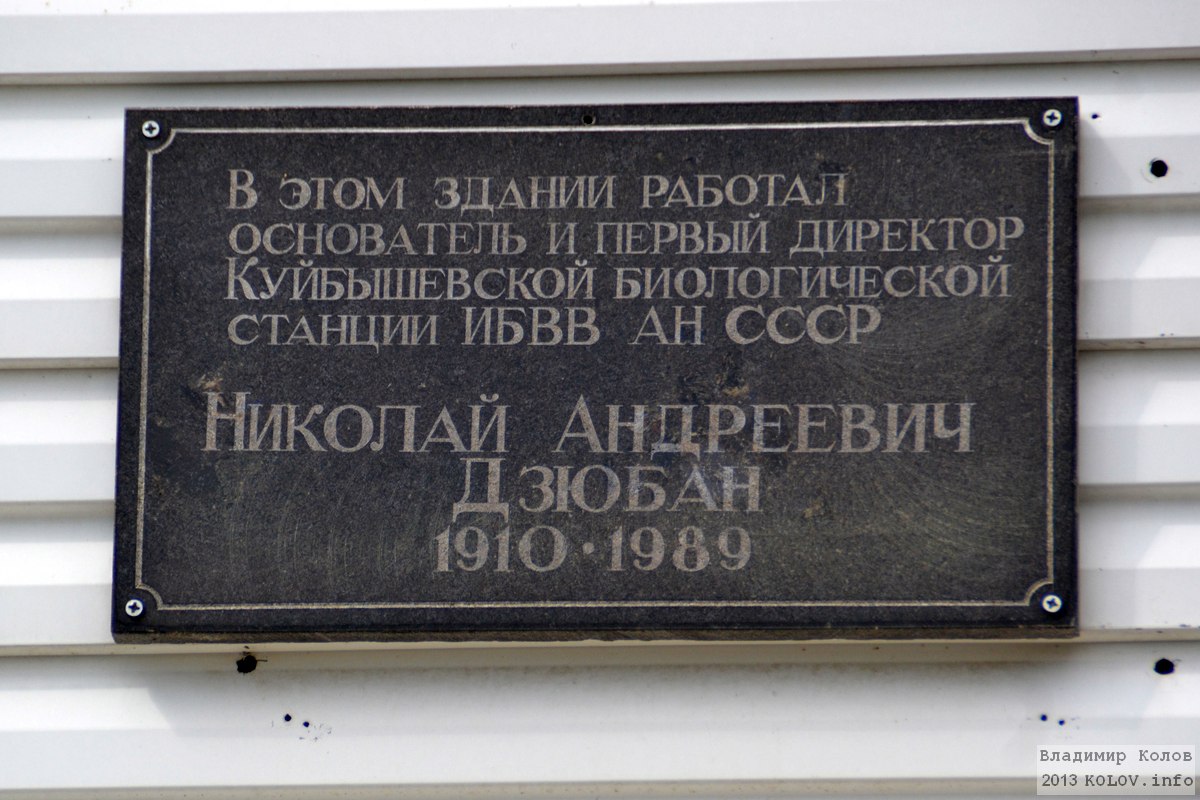 В ЭТОМ ЗДАНИИ РАБОТАЛ
ОСНОВАТЕЛЬ И ПЕРВЫЙ ДИРЕКТОР
КУЙБЫШЕВСКОЙ БИОЛОГИЧЕСКОЙ
СТАНЦИИ ИБВВ АН СССР
НИКОЛАЙ АНДРЕЕВИЧ
ДЗЮБАН
1910 · 1989
Владимир Колов
2013 KOLOV.info